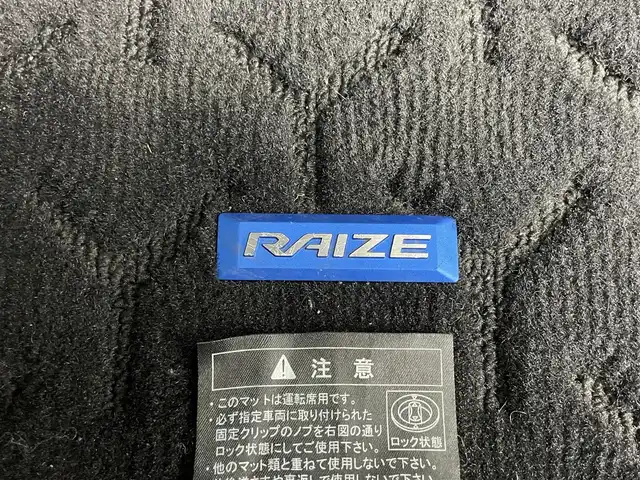 RAIZE
注意
・このマットは運転席用です。
・必ず指定車両に取り付けられた
固定クリップのノブを右図の通り
ロック状態にしてご使用下さい。
ロック状態
・他のマット類と重ねて使用しないで下さい。